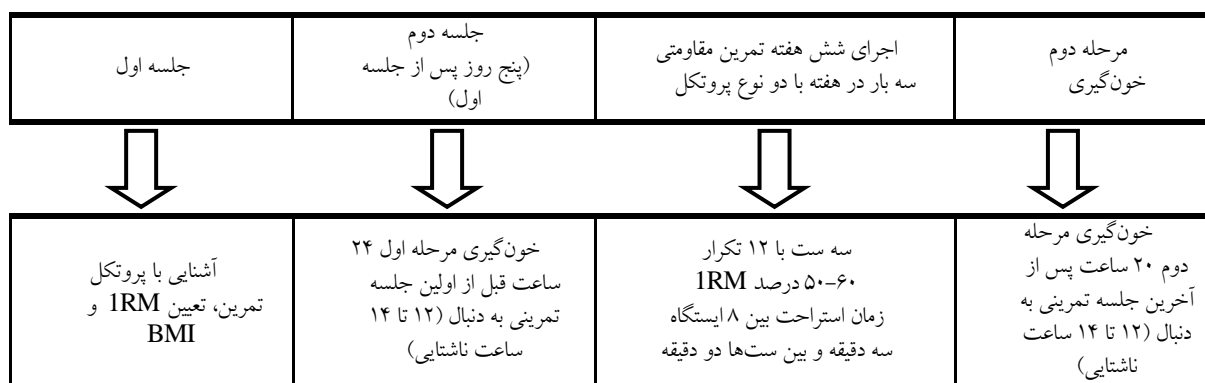 جلسه اول
جلسه دوم
(پنج روز پس از جلسه
اول)
اجرای شش هفته تمرین مقاومتی
سه بار در هفته با دو نوع پروتکل
مرحله دوم
خون‌گیری
آشنایی با پروتکل
تمرین، تعیین 1RM و
BMI
خون‌گیری مرحله اول ۲۴
ساعت قبل از اولین جلسه
تمرینی به دنبال (۱۲ تا ۱۴
ساعت ناشتایی)
سه ست با ۱۲ تکرار
۵۰-۶۰ درصد 1RM
زمان استراحت بین ۸ ایستگاه
سه دقیقه و بین ست‌ها دو دقیقه
خون‌گیری مرحله
دوم ۲۰ ساعت پس از
آخرین جلسه تمرینی به
دنبال (۱۲ تا ۱۴ ساعت
ناشتایی)